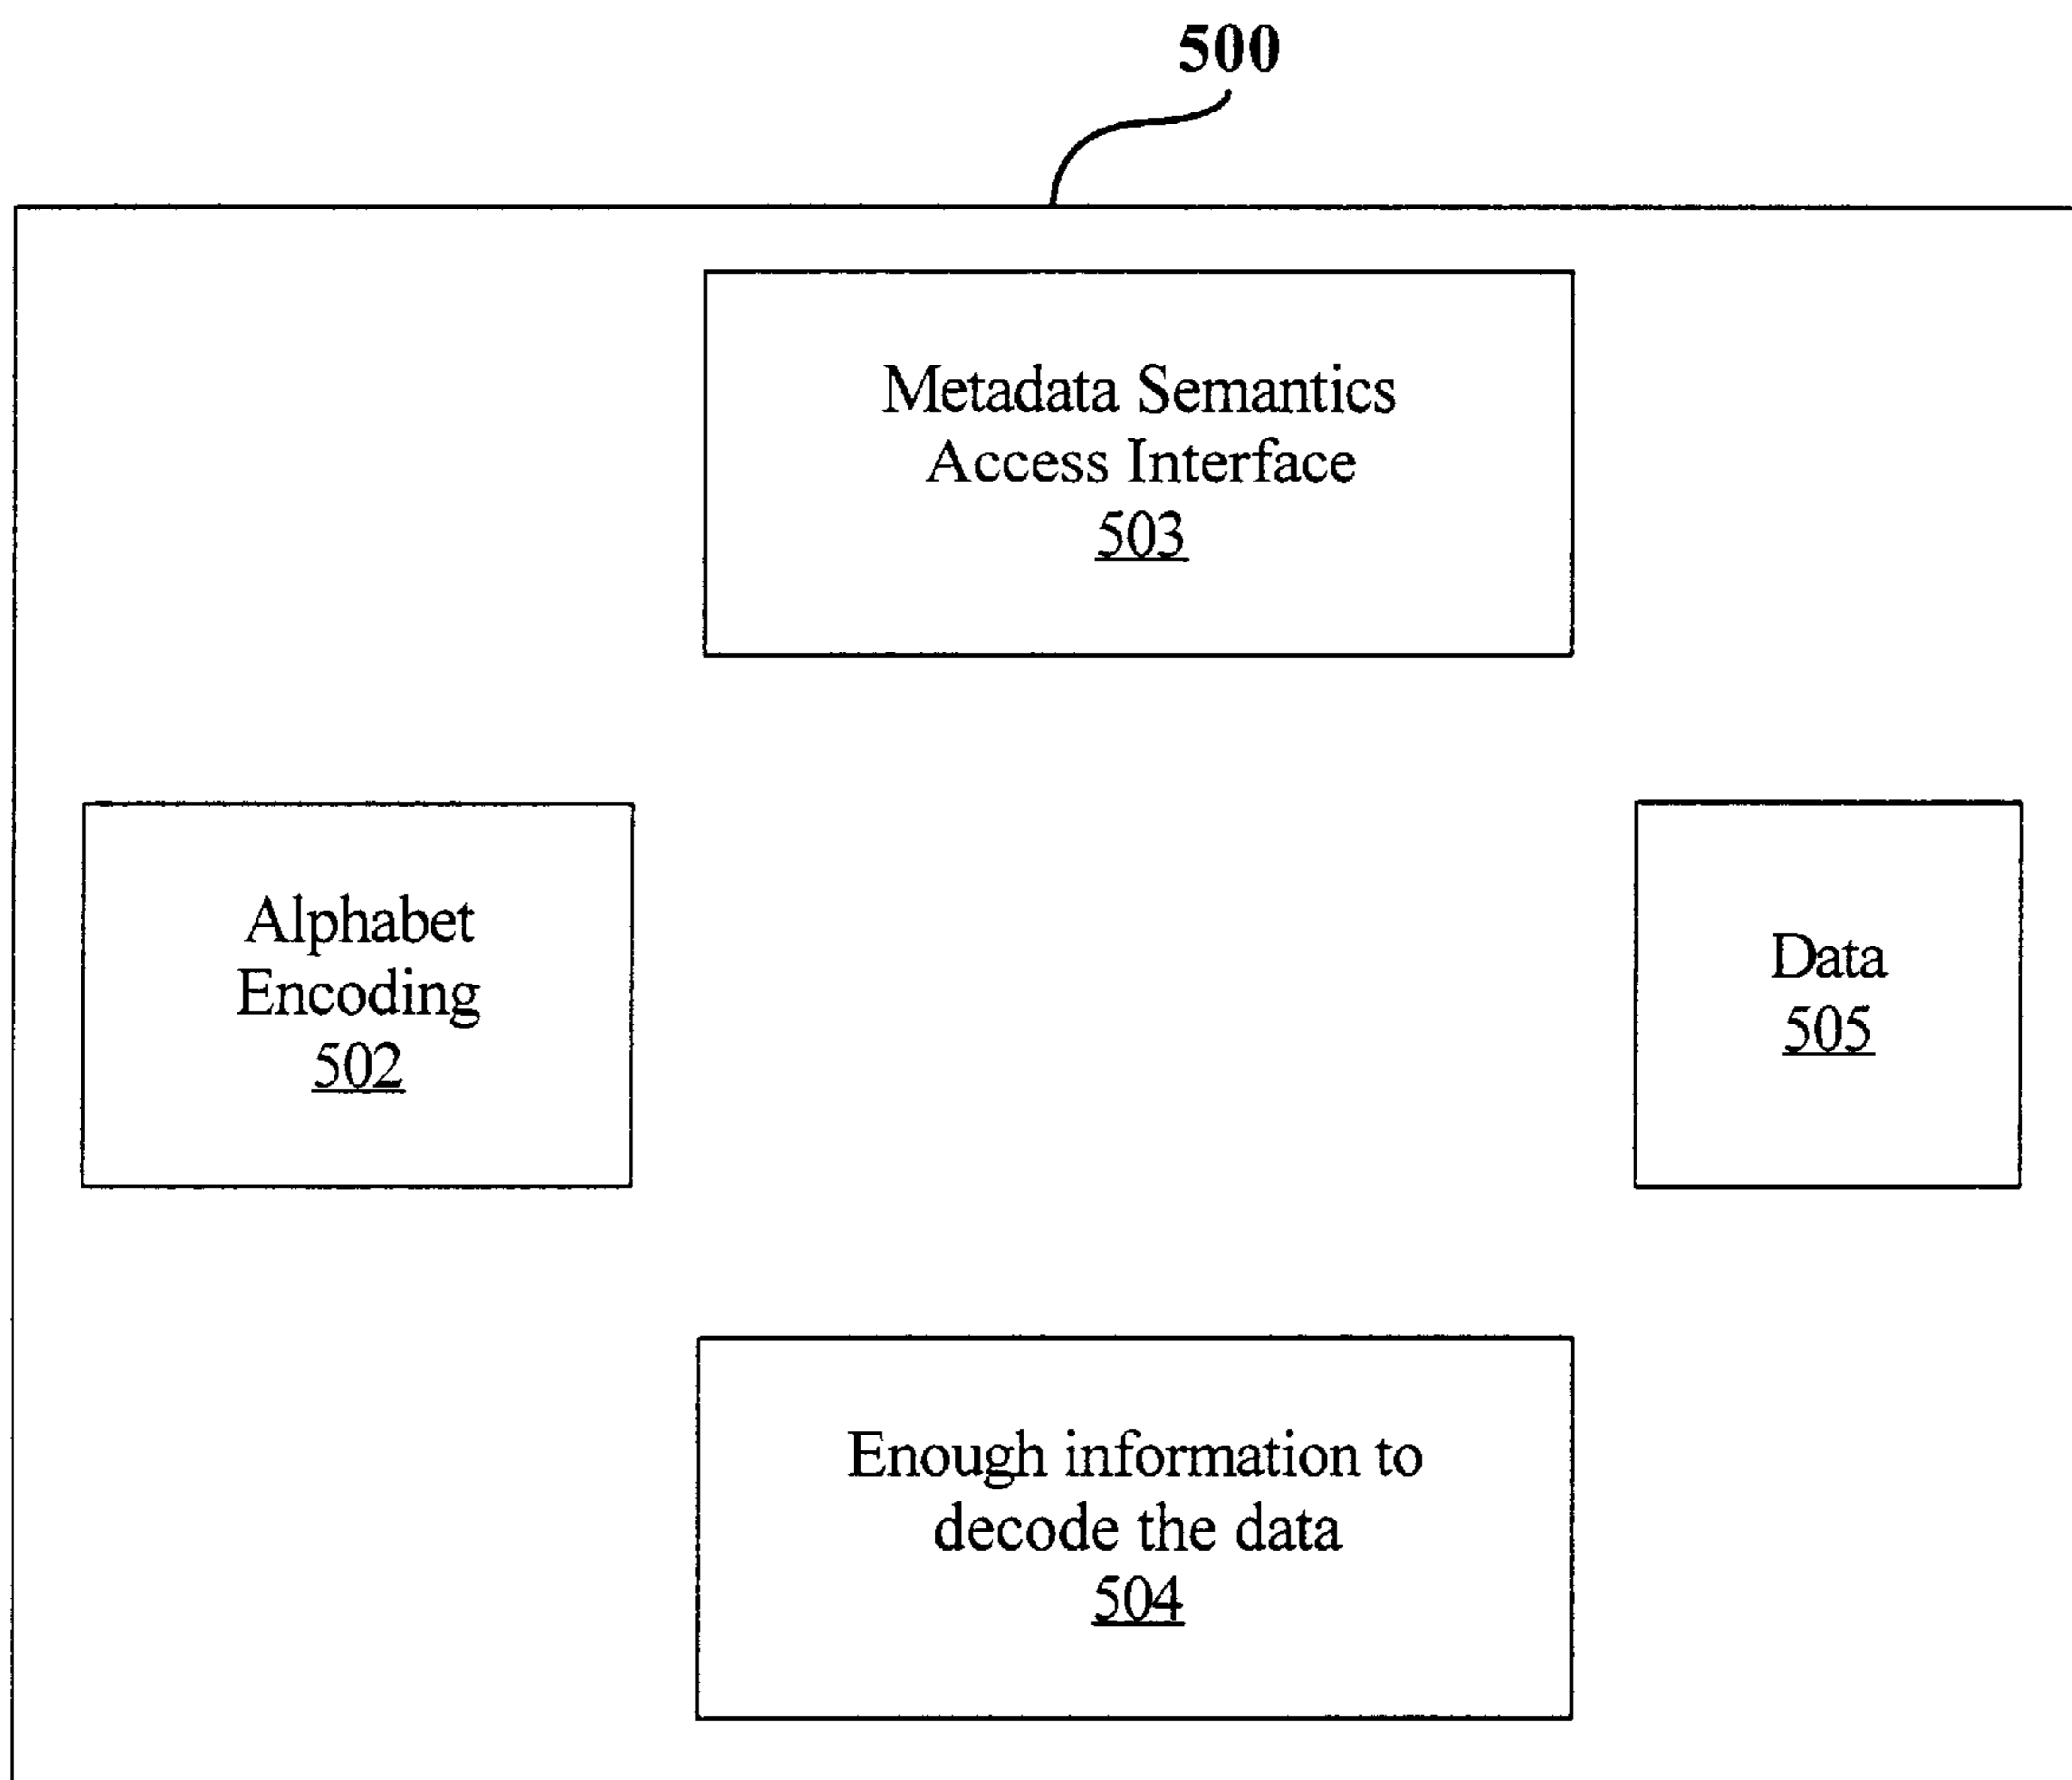 500
Metadata Semantics
Access Interface
503
Alphabet
Encoding
502
Data
505
Enough information to
decode the data
504